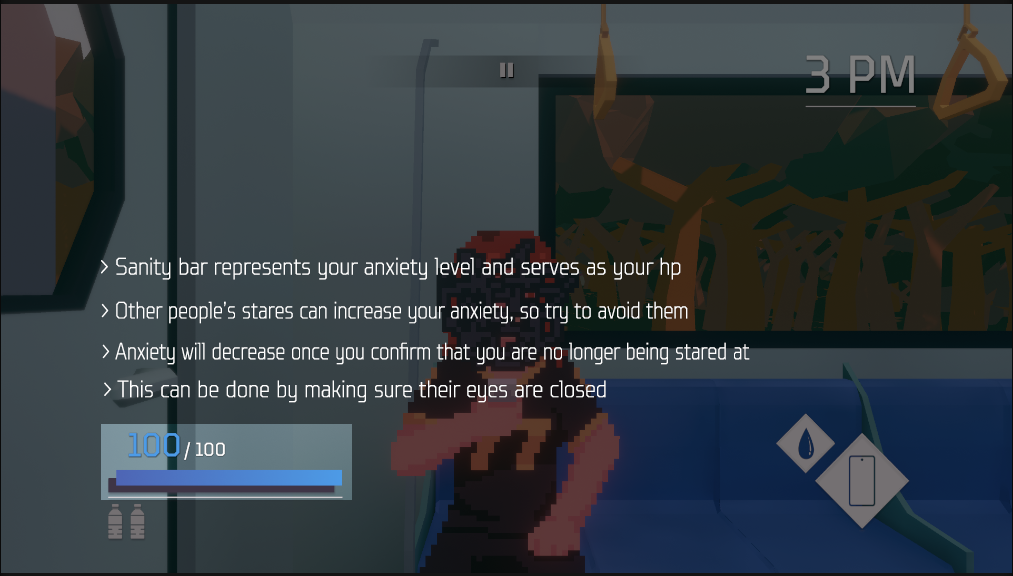 3 PM
> Sanity bar represents your anxiety level and serves as your hp
> Other people's stares can increase your anxiety, so try to avoid them
> Anxiety will decrease once you confirm that you are no longer being stared at
> This can be done by making sure their eyes are closed
100 / 100